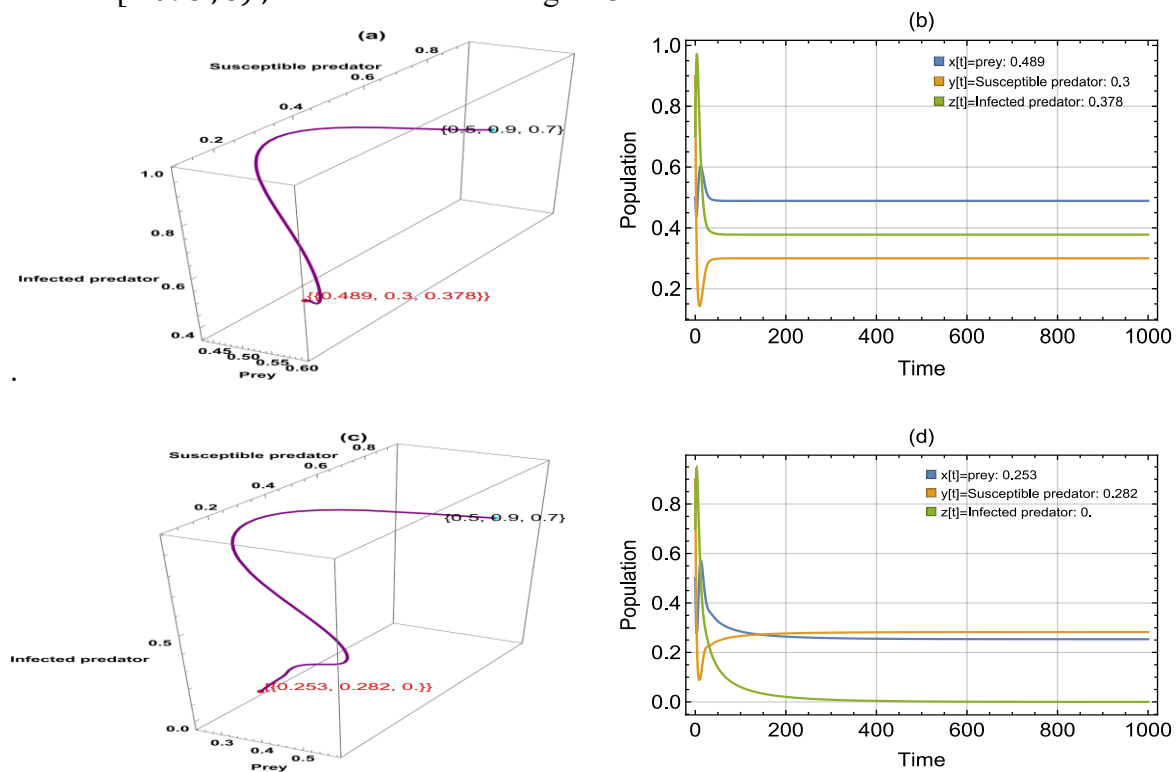 (a)
Susceptible predator
0.2
0.4
0.6
0.8
{0.5, 0.9, 0.7}
1.0
0.8
0.6
0.4
Infected predator
{{0.489, 0.3, 0.378}}
0.45
0.50
0.55
0.60
Prey
.
(b)
Population
1.0
0.8
0.6
0.4
0.2
x[t]=prey: 0.489
y[t]=Susceptible predator: 0.3
z[t]=Infected predator: 0.378
0 200 400 600 800 1000
Time
(c)
Susceptible predator
0.2
0.4
0.6
0.8
{0.5, 0.9, 0.7}
0.5
0.0
Infected predator
{{0.253, 0.282, 0.}}
0.3
0.4
0.5
Prey
(d)
Population
0.8
0.6
0.4
0.2
0.0
x[t]=prey: 0.253
y[t]=Susceptible predator: 0.282
z[t]=Infected predator: 0.
0 200 400 600 800 1000
Time